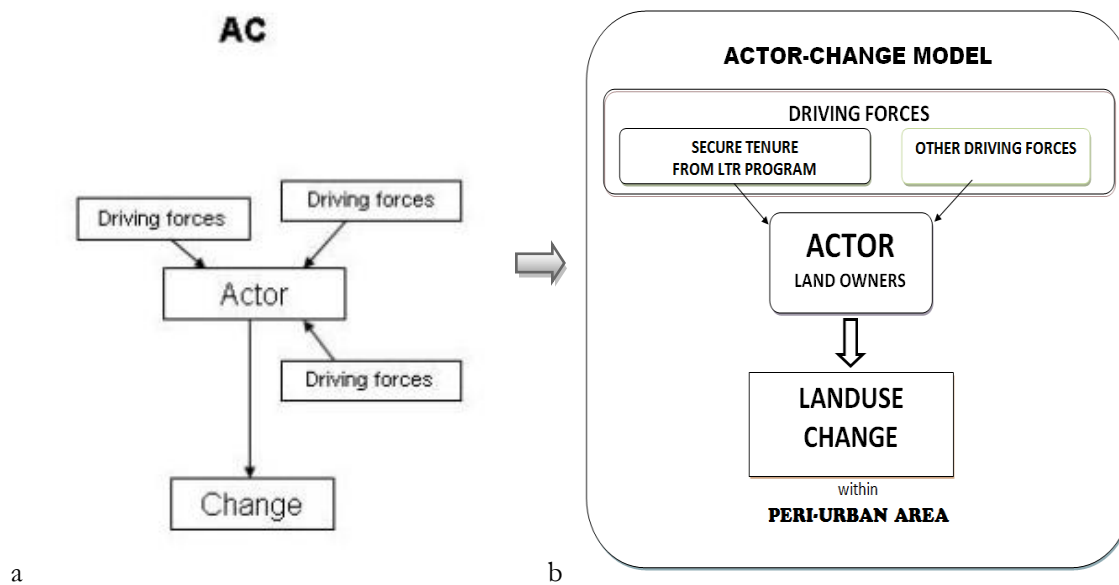 AC
Driving forces
Driving forces
Actor
Driving forces
Change
a
ACTOR-CHANGE MODEL
DRIVING FORCES
SECURE TENURE
FROM LTR PROGRAM
OTHER DRIVING FORCES
ACTOR
LAND OWNERS
LANDUSE
CHANGE
within
PERI-URBAN AREA
b